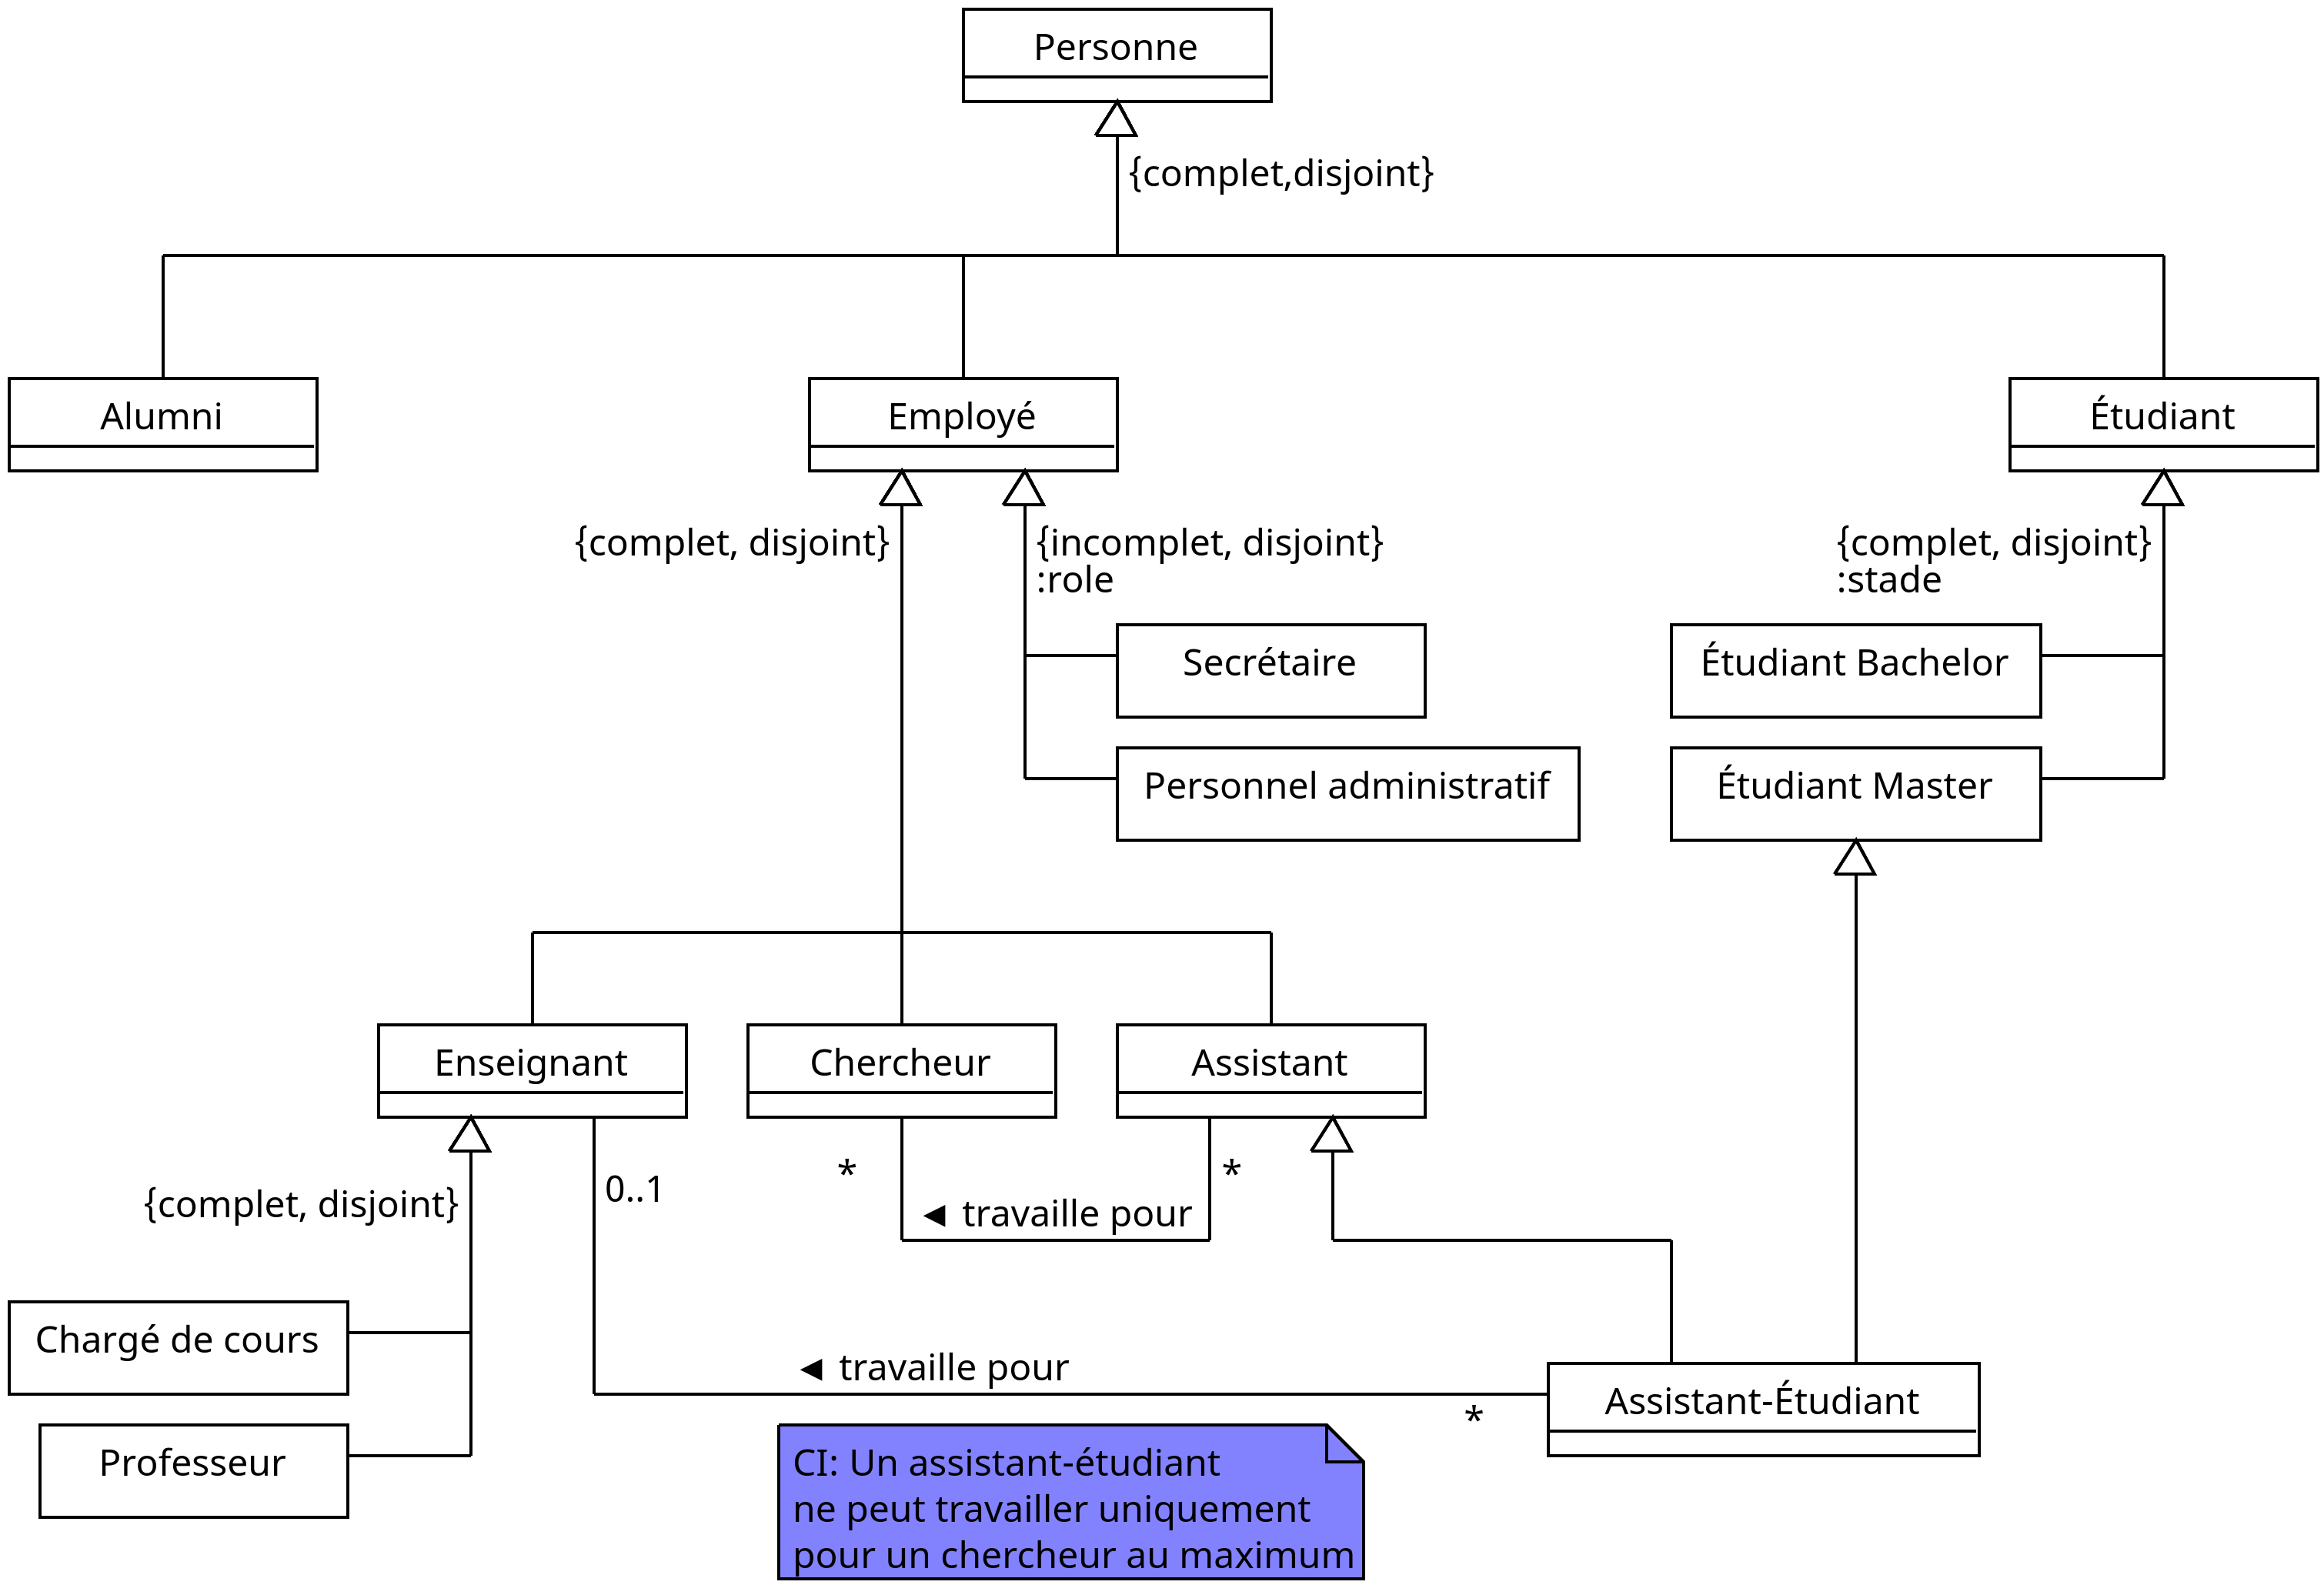 Personne
{complet,disjoint}
Alumni
Employé
Étudiant
{complet, disjoint}
{incomplet, disjoint}
:role
{complet, disjoint}
:stade
Secrétaire
Étudiant Bachelor
Personnel administratif
Étudiant Master
Enseignant
Chercheur
Assistant
{complet, disjoint}
0..1
*
*
◄ travaille pour
Chargé de cours
◄ travaille pour
*
Assistant-Étudiant
Professeur
CI: Un assistant-étudiant
ne peut travailler uniquement
pour un chercheur au maximum